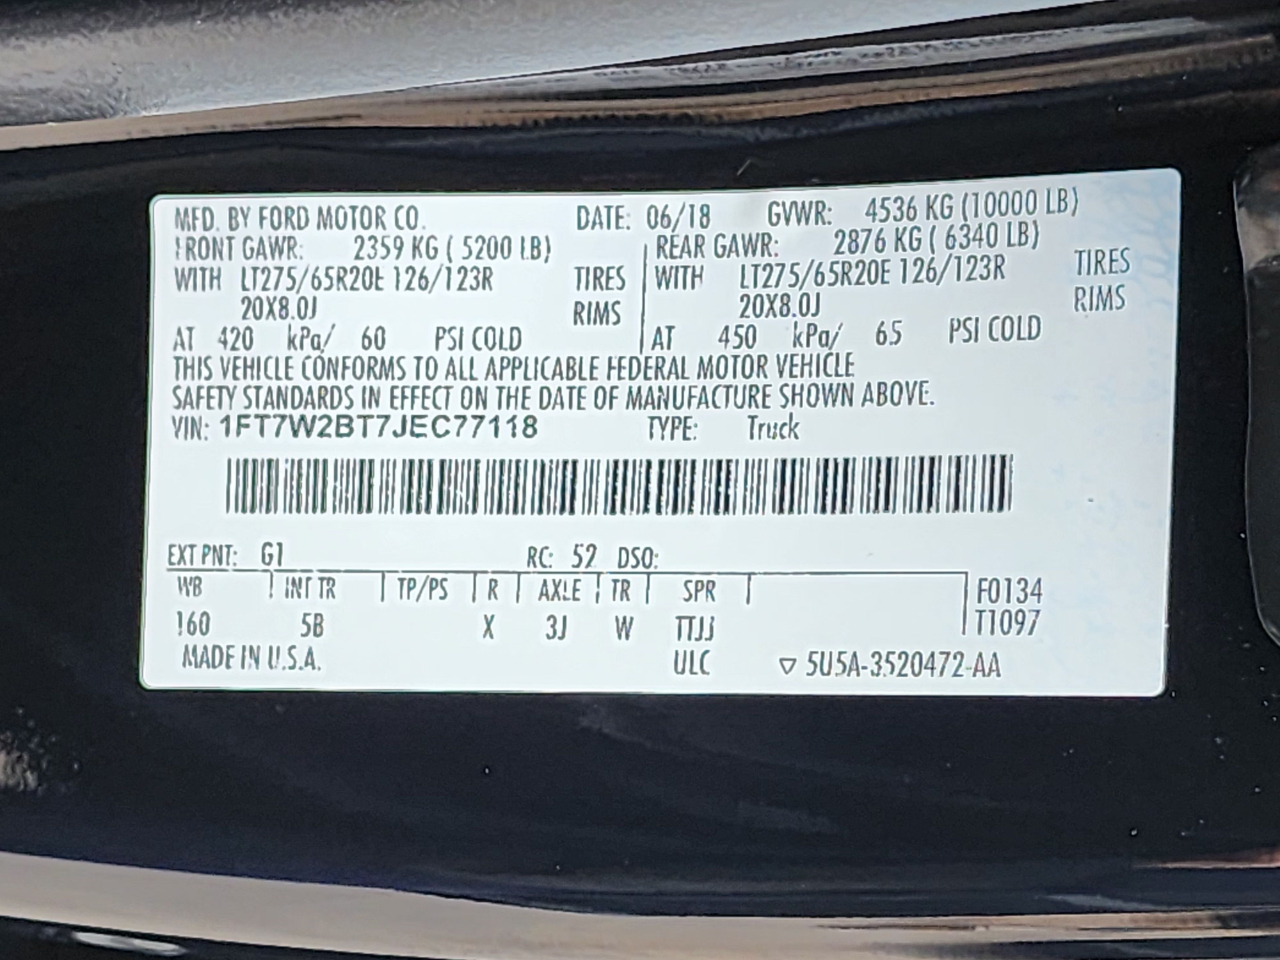 MFD. BY FORD MOTOR CO. DATE: 06/18 GVWR: 4536 KG (10000 LB)
FRONT GAWR: 2359 KG ( 5200 LB) REAR GAWR: 2876 KG ( 6340 LB)
WITH LT275/65R20E 126/123R TIRES WITH LT275/65R20E 126/123R TIRES
20X8.0J RIMS 20X8.0J RIMS
AT 420 kPa/ 60 PSI COLD AT 450 kPa/ 65 PSI COLD
THIS VEHICLE CONFORMS TO ALL APPLICABLE FEDERAL MOTOR VEHICLE
SAFETY STANDARDS IN EFFECT ON THE DATE OF MANUFACTURE SHOWN ABOVE.
VIN: 1FT7W2BT7JEC77118 TYPE: Truck
EXT PNT: G1 RC: 52 DSO:
WB INT TR TP/PS R AXLE TR SPR F0134
160 5B X 3J W TTJJ T1097
MADE IN U.S.A. ULC ▽ 5U5A-3520472-AA